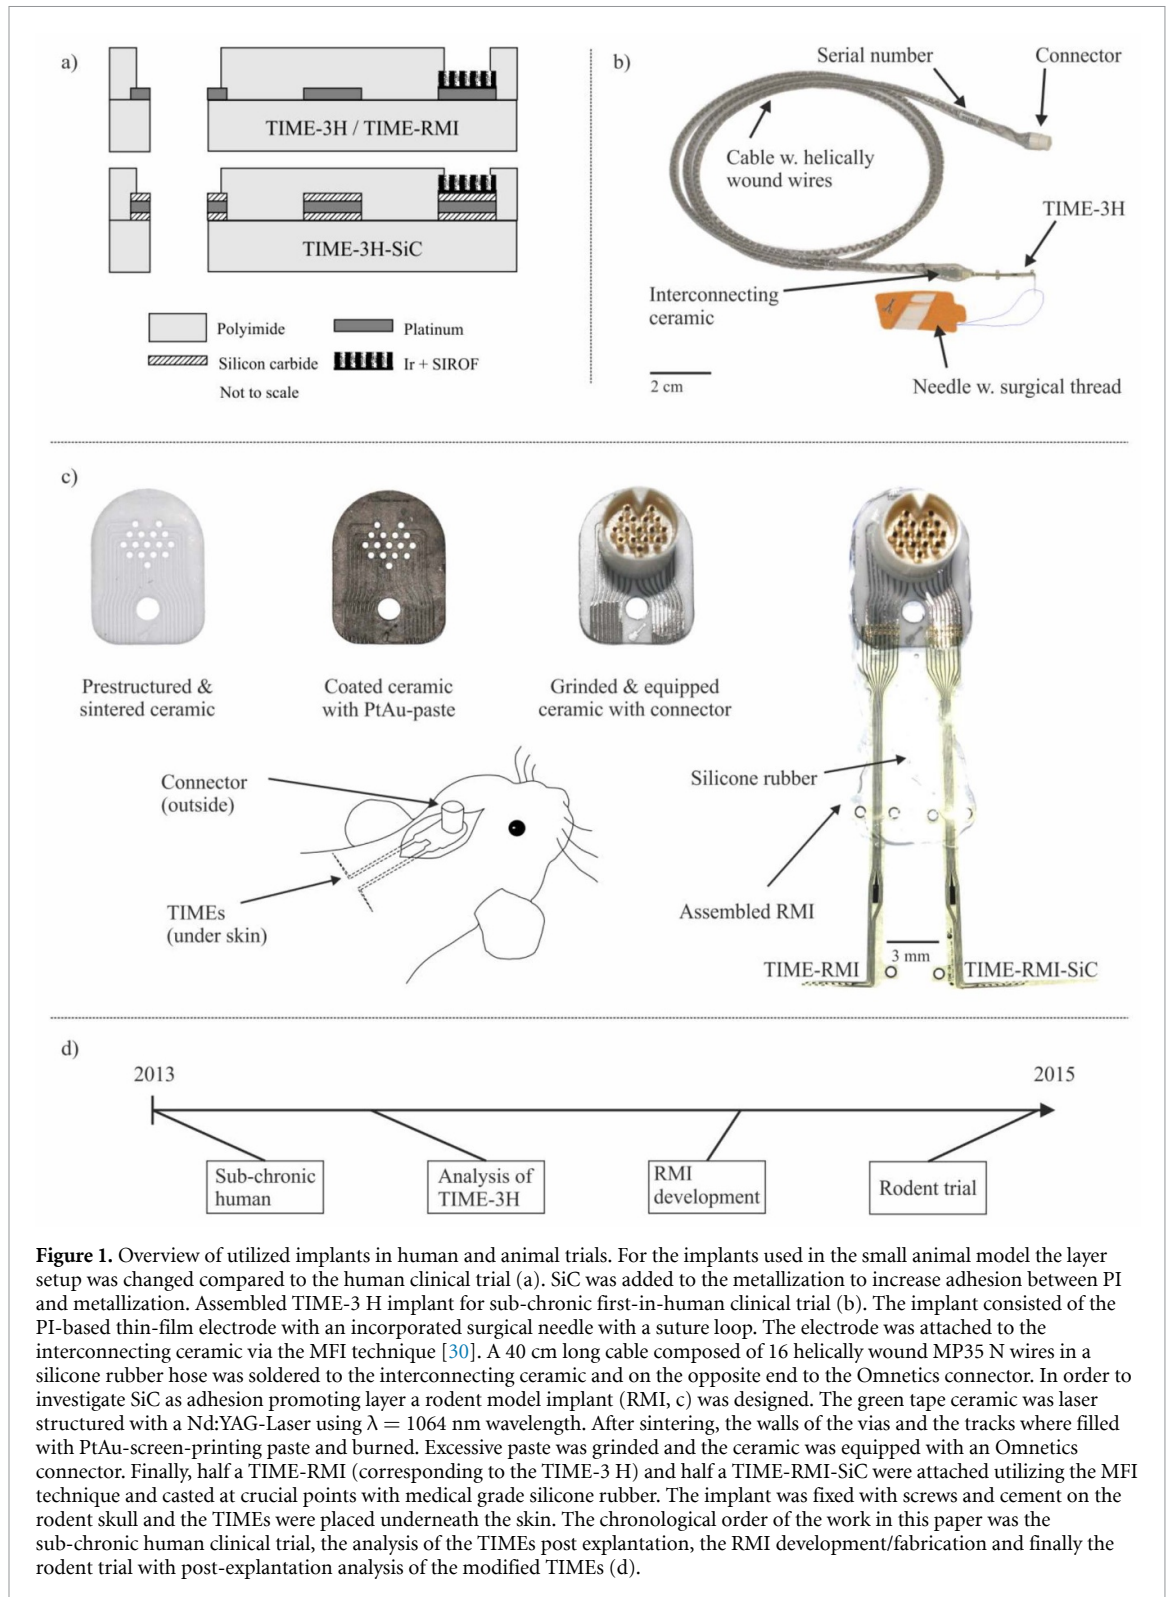 a)
TIME-3H / TIME-RMI
TIME-3H-SiC
Polyimide
Platinum
Silicon carbide
Ir + SIROF
Not to scale
b)
Serial number
Connector
Cable w. helically
wound wires
TIME-3H
Interconnecting
ceramic
2 cm
Needle w. surgical thread
c)
Prestructured &
sintered ceramic
Coated ceramic
with PtAu-paste
Grinded & equipped
ceramic with connector
Connector
(outside)
TIMEs
(under skin)
Silicone rubber
Assembled RMI
3 mm
TIME-RMI
TIME-RMI-SiC
d)
2013
2015
Sub-chronic
human
Analysis of
TIME-3H
RMI
development
Rodent trial
Figure 1. Overview of utilized implants in human and animal trials. For the implants used in the small animal model the layer
setup was changed compared to the human clinical trial (a). SiC was added to the metallization to increase adhesion between PI
and metallization. Assembled TIME-3 H implant for sub-chronic first-in-human clinical trial (b). The implant consisted of the
PI-based thin-film electrode with an incorporated surgical needle with a suture loop. The electrode was attached to the
interconnecting ceramic via the MFI technique [30]. A 40 cm long cable composed of 16 helically wound MP35 N wires in a
silicone rubber hose was soldered to the interconnecting ceramic and on the opposite end to the Omnetics connector. In order to
investigate SiC as adhesion promoting layer a rodent model implant (RMI, c) was designed. The green tape ceramic was laser
structured with a Nd:YAG-Laser using λ = 1064 nm wavelength. After sintering, the walls of the vias and the tracks where filled
with PtAu-screen-printing paste and burned. Excessive paste was grinded and the ceramic was equipped with an Omnetics
connector. Finally, half a TIME-RMI (corresponding to the TIME-3 H) and half a TIME-RMI-SiC were attached utilizing the MFI
technique and casted at crucial points with medical grade silicone rubber. The implant was fixed with screws and cement on the
rodent skull and the TIMEs were placed underneath the skin. The chronological order of the work in this paper was the
sub-chronic human clinical trial, the analysis of the TIMEs post explantation, the RMI development/fabrication and finally the
rodent trial with post-explantation analysis of the modified TIMEs (d).